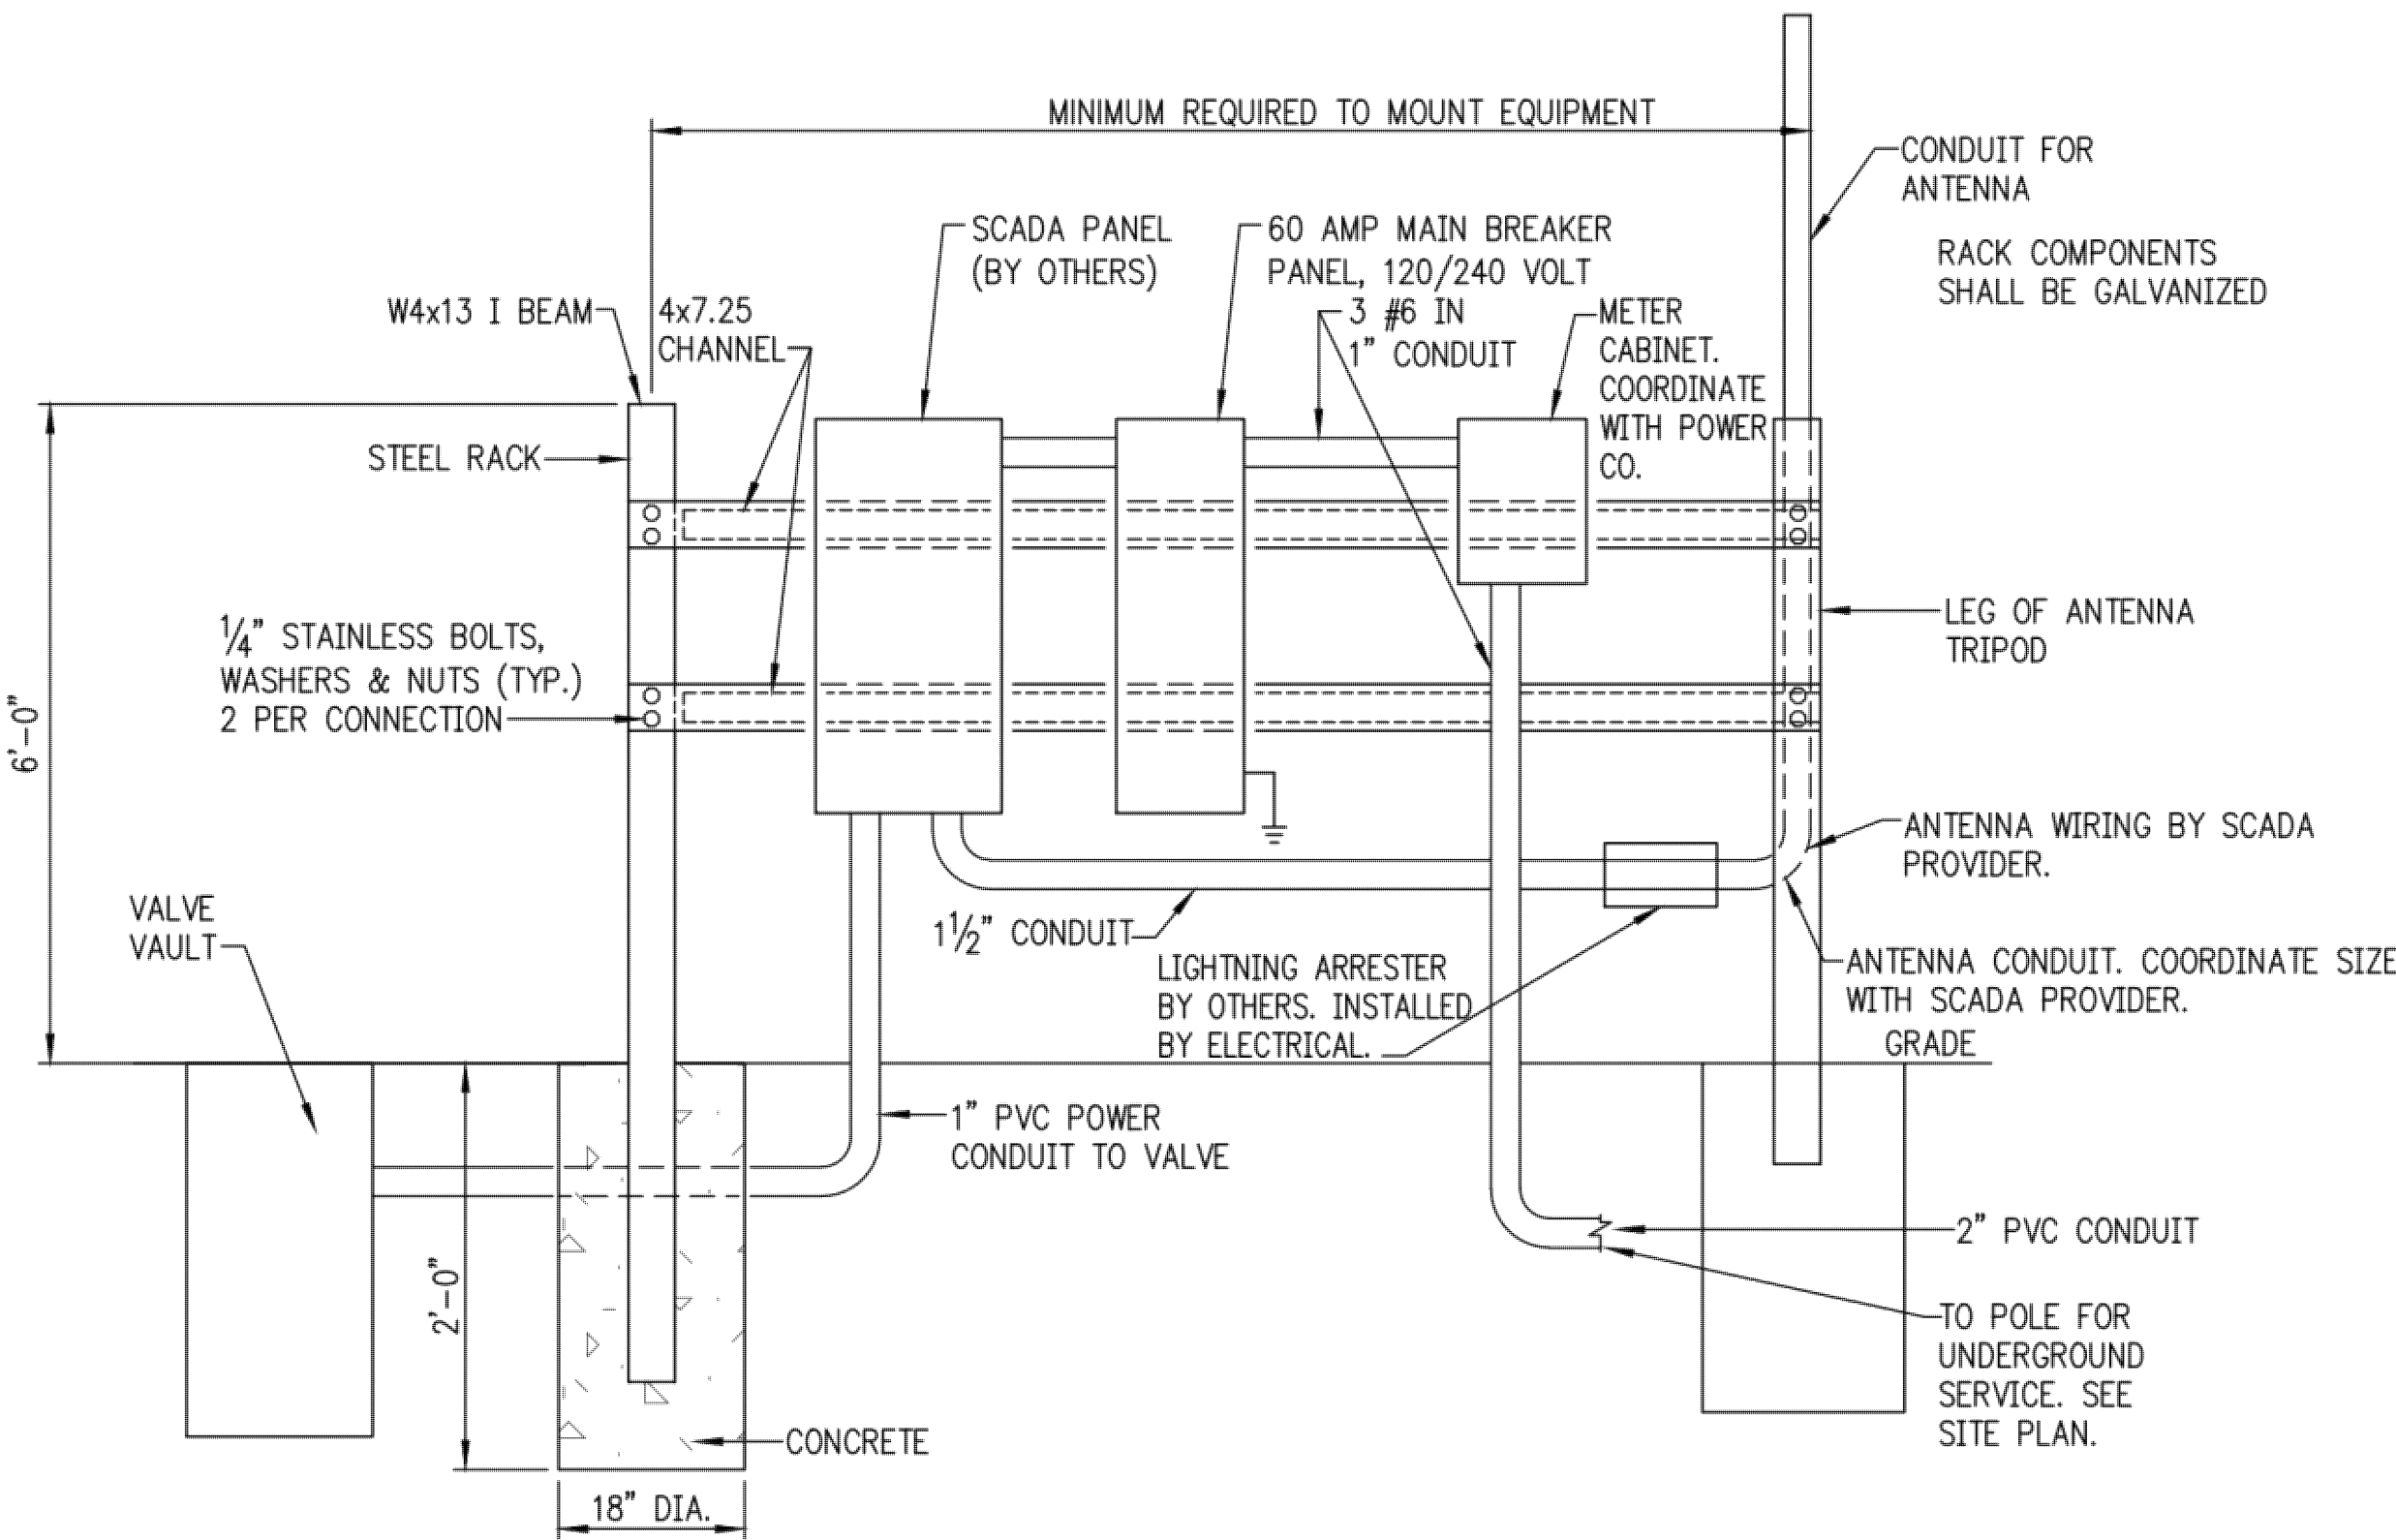 MINIMUM REQUIRED TO MOUNT EQUIPMENT
CONDUIT FOR
ANTENNA
RACK COMPONENTS
SHALL BE GALVANIZED
SCADA PANEL
(BY OTHERS)
60 AMP MAIN BREAKER
PANEL, 120/240 VOLT
3 #6 IN
1" CONDUIT
METER
CABINET.
COORDINATE
WITH POWER
CO.
W4x13 I BEAM
4x7.25
CHANNEL
STEEL RACK
¼" STAINLESS BOLTS,
WASHERS & NUTS (TYP.)
2 PER CONNECTION
6'-0"
LEG OF ANTENNA
TRIPOD
ANTENNA WIRING BY SCADA
PROVIDER.
VALVE
VAULT
1½" CONDUIT
LIGHTNING ARRESTER
BY OTHERS. INSTALLED
BY ELECTRICAL.
ANTENNA CONDUIT. COORDINATE SIZE
WITH SCADA PROVIDER.
GRADE
1" PVC POWER
CONDUIT TO VALVE
2" PVC CONDUIT
2'-0"
TO POLE FOR
UNDERGROUND
SERVICE. SEE
SITE PLAN.
CONCRETE
18" DIA.